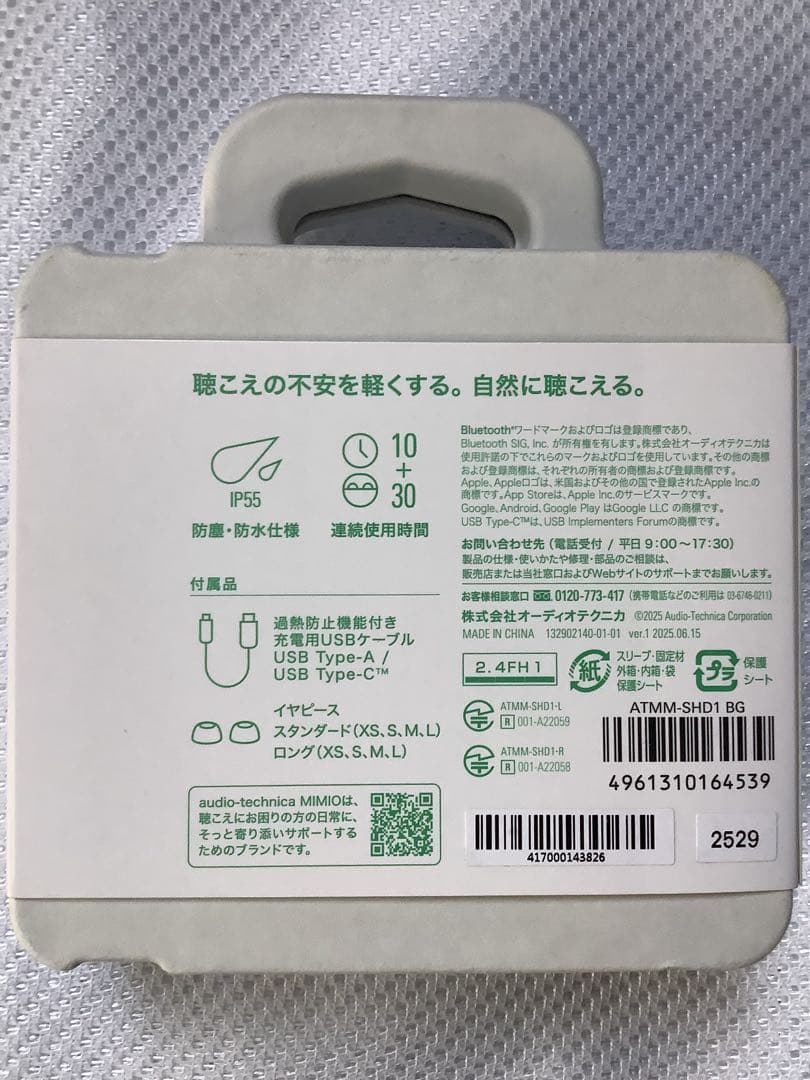 聴こえの不安を軽くする。自然に聴こえる。
IP55
防塵・防水仕様
10
+
30
連続使用時間
付属品
過熱防止機能付き
充電用USBケーブル
USB Type-A /
USB Type-C™
イヤピース
スタンダード(XS、S、M、L)
ロング(XS、S、M、L)
audio-technica MIMIOは、
聴こえにお困りの方の日常に、
そっと寄り添いサポートする
ためのブランドです。
Bluetooth®ワードマークおよびロゴは登録商標であり、
Bluetooth SIG, Inc. が所有権を有します。株式会社オーディオテクニカは
使用許諾の下でこれらのマークおよびロゴを使用しています。その他の商標
および登録商標は、それぞれの所有者の商標および登録商標です。
Apple、Appleロゴは、米国およびその他の国で登録されたApple Inc.の
商標です。App Storeは、Apple Inc.のサービスマークです。
Google、Android、Google Play はGoogle LLC の商標です。
USB Type-C™は、USB Implementers Forumの商標です。
お問い合わせ先(電話受付 / 平日 9:00〜17:30)
製品の仕様・使いかたや修理・部品のご相談は、
販売店または当社窓口およびWebサイトのサポートまでお願いします。
お客様相談窓口 0120-773-417 (携帯電話などのご利用は 03-6746-0211)
株式会社オーディオテクニカ ©2025 Audio-Technica Corporation
MADE IN CHINA 132902140-01-01 ver.1 2025.06.15
2.4FH1
紙
スリーブ・固定材
外箱・内箱・袋
保護シート
プラ
保護
シート
ATMM-SHD1-L
R 001-A22059
ATMM-SHD1-R
R 001-A22058
ATMM-SHD1 BG
4961310164539
417000143826
2529